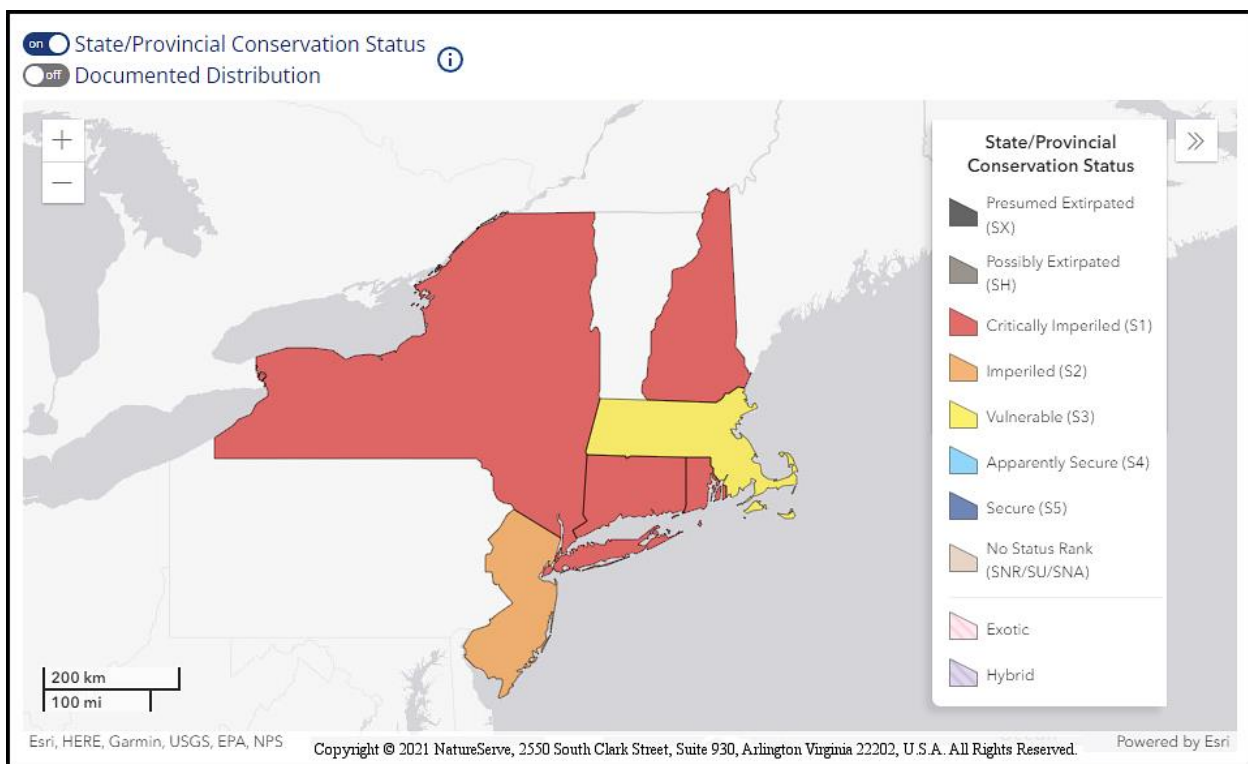 on State/Provincial Conservation Status
off Documented Distribution
i
+
−
State/Provincial
Conservation Status
Presumed Extirpated
(SX)
Possibly Extirpated
(SH)
Critically Imperiled (S1)
Imperiled (S2)
Vulnerable (S3)
Apparently Secure (S4)
Secure (S5)
No Status Rank
(SNR/SU/SNA)
Exotic
Hybrid
200 km
100 mi
Esri, HERE, Garmin, USGS, EPA, NPS
Copyright © 2021 NatureServe, 2550 South Clark Street, Suite 930, Arlington Virginia 22202, U.S.A. All Rights Reserved.
Powered by Esri